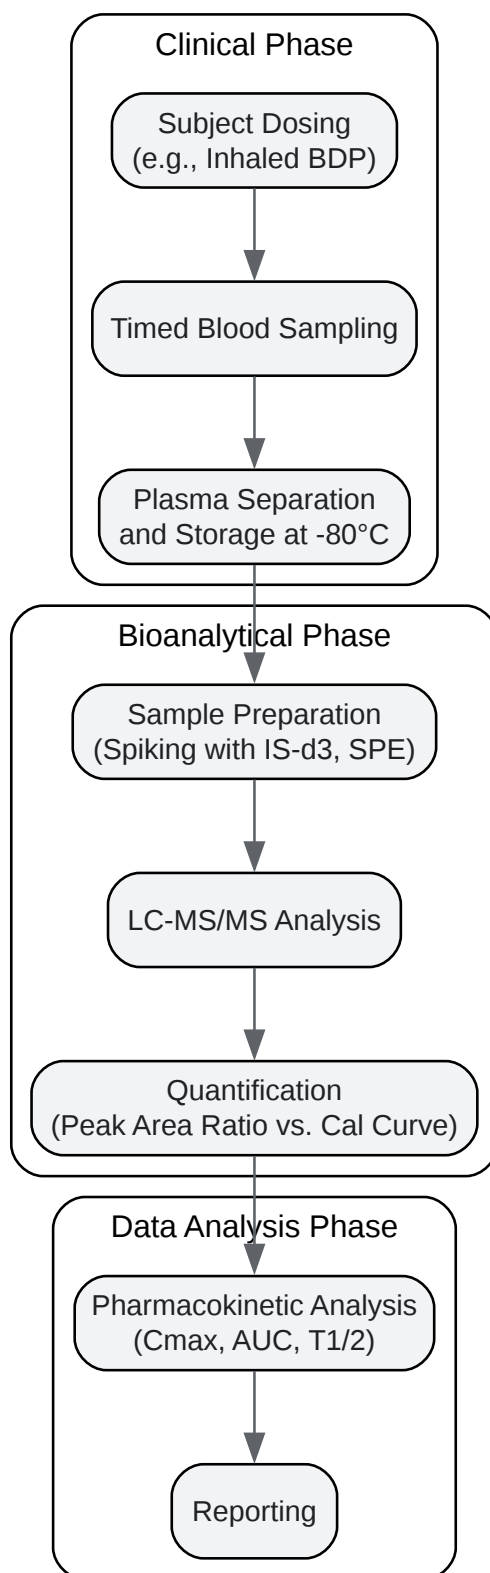 Clinical Phase
Subject Dosing
(e.g., Inhaled BDP)
Timed Blood Sampling
Plasma Separation
and Storage at -80°C
Bioanalytical Phase
Sample Preparation
(Spiking with IS-d3, SPE)
LC-MS/MS Analysis
Quantification
(Peak Area Ratio vs. Cal Curve)
Data Analysis Phase
Pharmacokinetic Analysis
(Cmax, AUC, T1/2)
Reporting